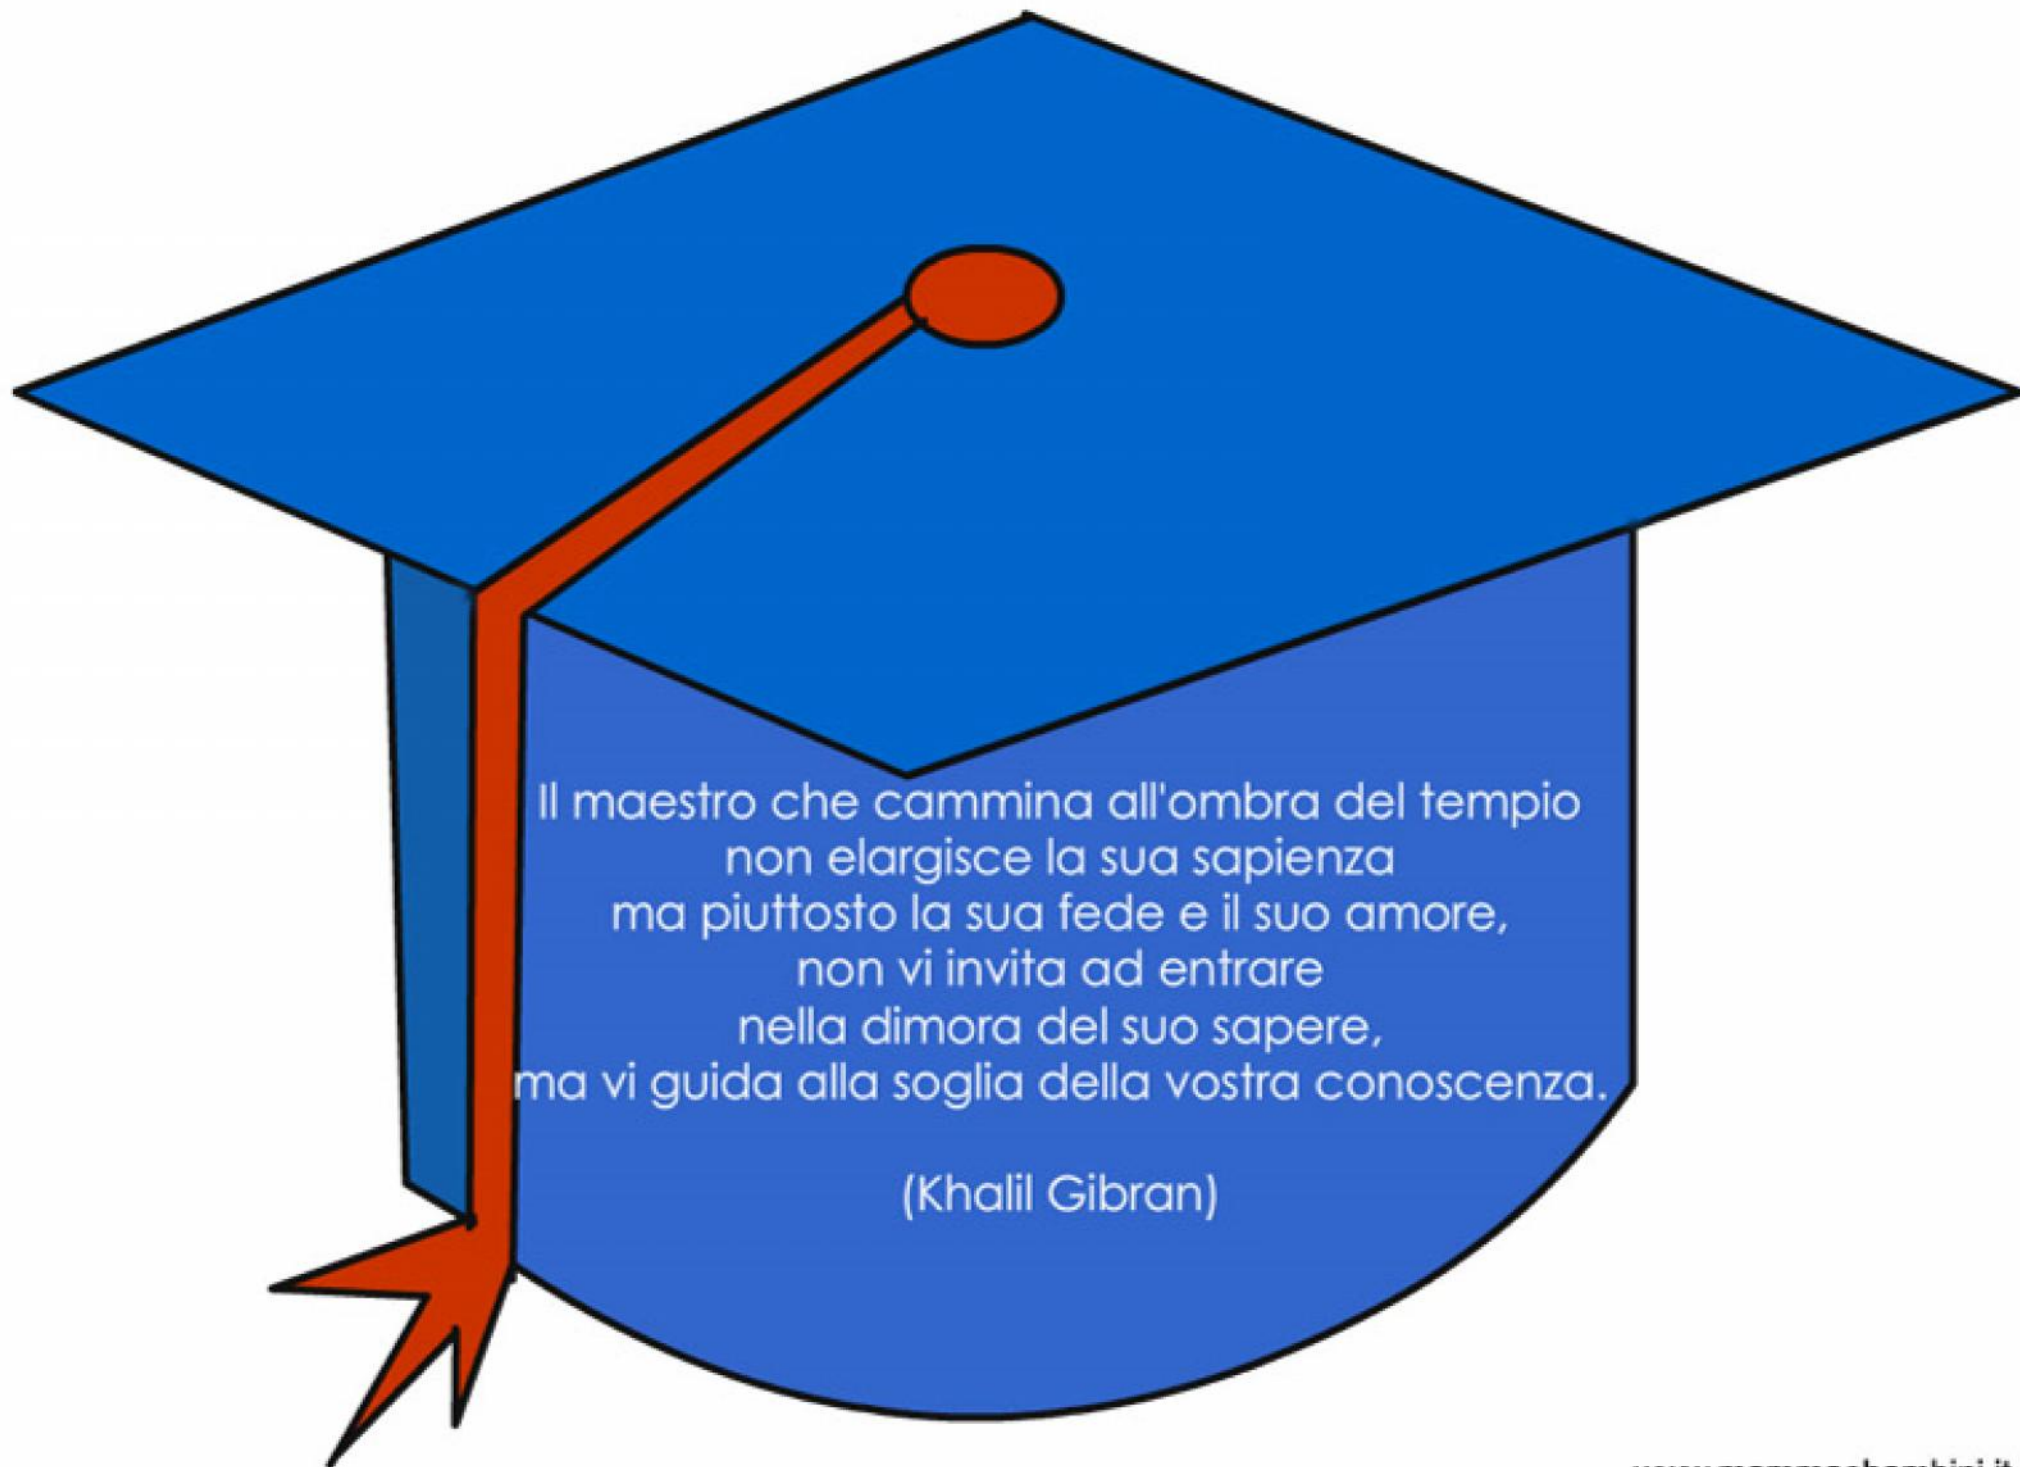 Il maestro che cammina all'ombra del tempio
non elargisce la sua sapienza
ma piuttosto la sua fede e il suo amore,
non vi invita ad entrare
nella dimora del suo sapere,
ma vi guida alla soglia della vostra conoscenza.
(Khalil Gibran)